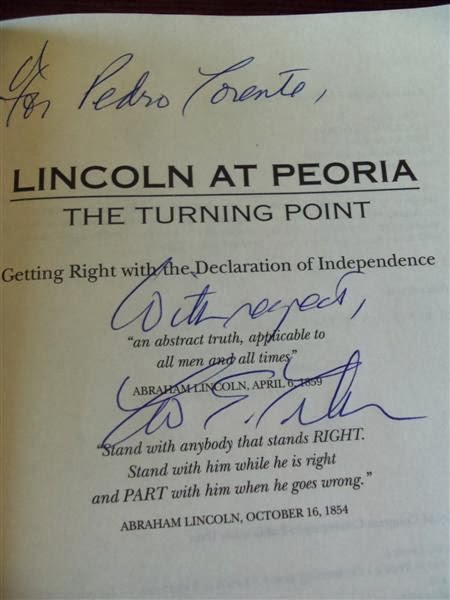 For Pedro Lorente,
LINCOLN AT PEORIA
THE TURNING POINT
Getting Right with the Declaration of Independence
With respect,
"an abstract truth, applicable to
all men and all times"
ABRAHAM LINCOLN, APRIL 6, 1859
"Stand with anybody that stands RIGHT.
Stand with him while he is right
and PART with him when he goes wrong."
ABRAHAM LINCOLN, OCTOBER 16, 1854